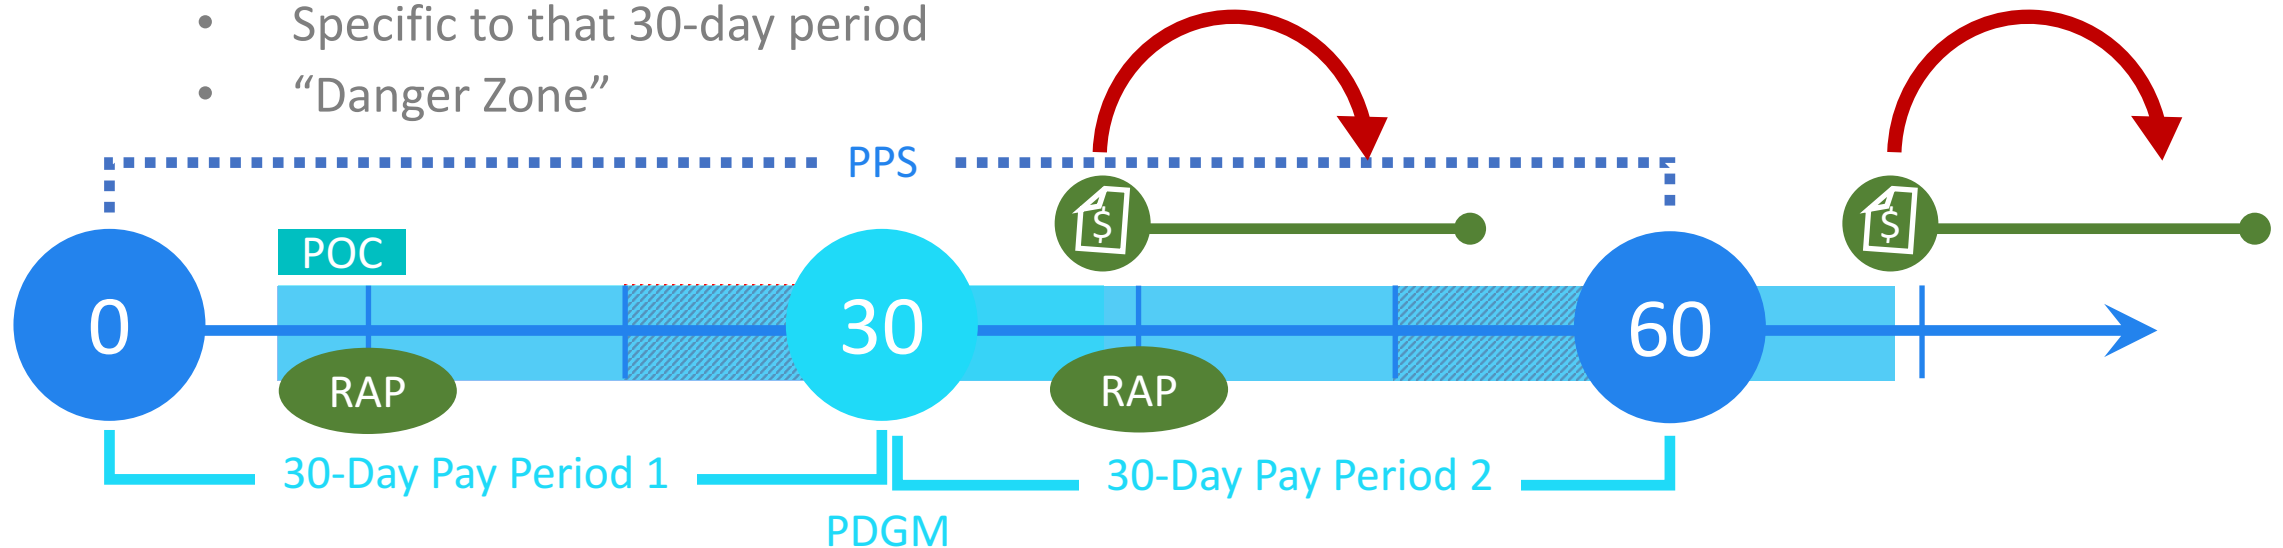 • Specific to that 30-day period
• “Danger Zone”
PPS
$
$
POC
0
30
60
RAP
RAP
30-Day Pay Period 1
30-Day Pay Period 2
PDGM